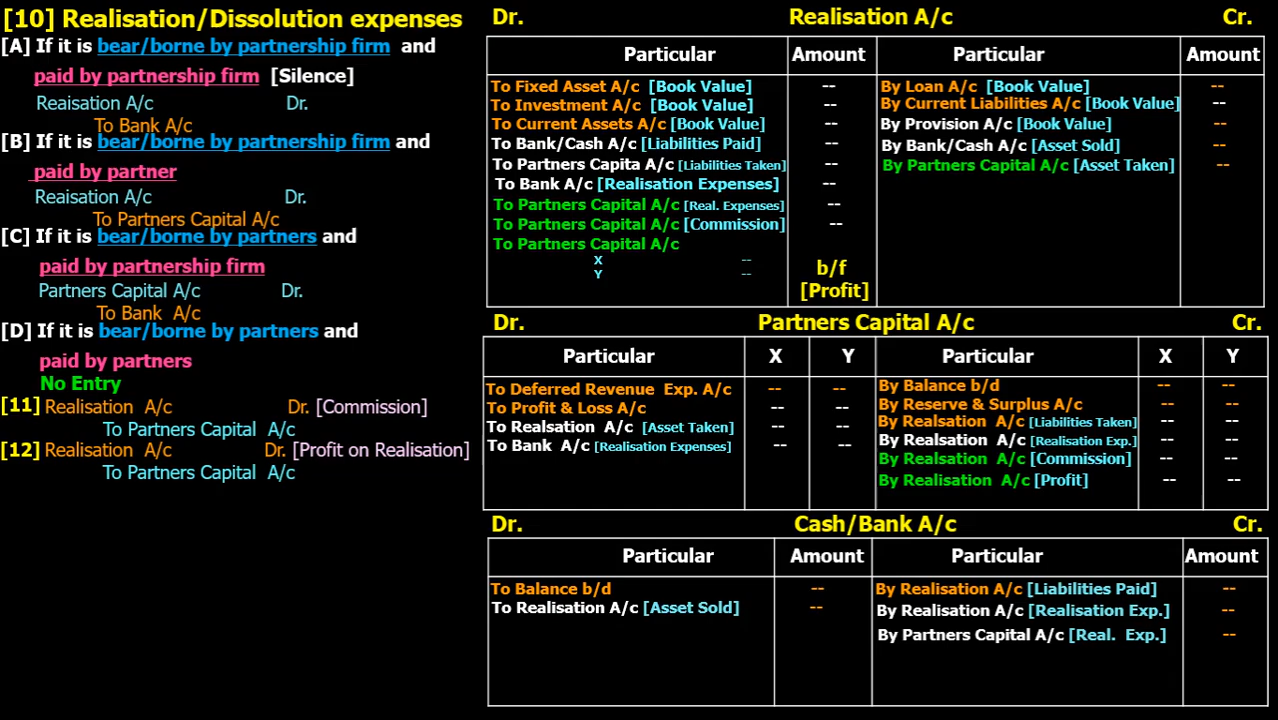 [10] Realisation/Dissolution expenses
[A] If it is bear/borne by partnership firm and
paid by partnership firm [Silence]
Reaisation A/c Dr.
To Bank A/c
[B] If it is bear/borne by partnership firm and
paid by partner
Reaisation A/c Dr.
To Partners Capital A/c
[C] If it is bear/borne by partners and
paid by partnership firm
Partners Capital A/c Dr.
To Bank A/c
[D] If it is bear/borne by partners and
paid by partners
No Entry
[11] Realisation A/c Dr. [Commission]
To Partners Capital A/c
[12] Realisation A/c Dr. [Profit on Realisation]
To Partners Capital A/c
Dr. Realisation A/c Cr.
Particular Amount Particular Amount
To Fixed Asset A/c [Book Value] -- By Loan A/c [Book Value] --
To Investment A/c [Book Value] -- By Current Liabilities A/c [Book Value] --
To Current Assets A/c [Book Value] -- By Provision A/c [Book Value] --
To Bank/Cash A/c [Liabilities Paid] -- By Bank/Cash A/c [Asset Sold] --
To Partners Capita A/c [Liabilities Taken] -- By Partners Capital A/c [Asset Taken] --
To Bank A/c [Realisation Expenses] --
To Partners Capital A/c [Real. Expenses] --
To Partners Capital A/c [Commission] --
To Partners Capital A/c
X -- b/f
Y --
[Profit]
Dr. Partners Capital A/c Cr.
Particular X Y Particular X Y
To Deferred Revenue Exp. A/c -- -- By Balance b/d -- --
To Profit & Loss A/c -- -- By Reserve & Surplus A/c -- --
To Realsation A/c [Asset Taken] -- -- By Realsation A/c [Liabilities Taken] -- --
To Bank A/c [Realisation Expenses] -- -- By Realsation A/c [Realisation Exp.] -- --
By Realsation A/c [Commission] -- --
By Realisation A/c [Profit] -- --
Dr. Cash/Bank A/c Cr.
Particular Amount Particular Amount
To Balance b/d -- By Realisation A/c [Liabilities Paid] --
To Realisation A/c [Asset Sold] -- By Realisation A/c [Realisation Exp.] --
By Partners Capital A/c [Real. Exp.] --